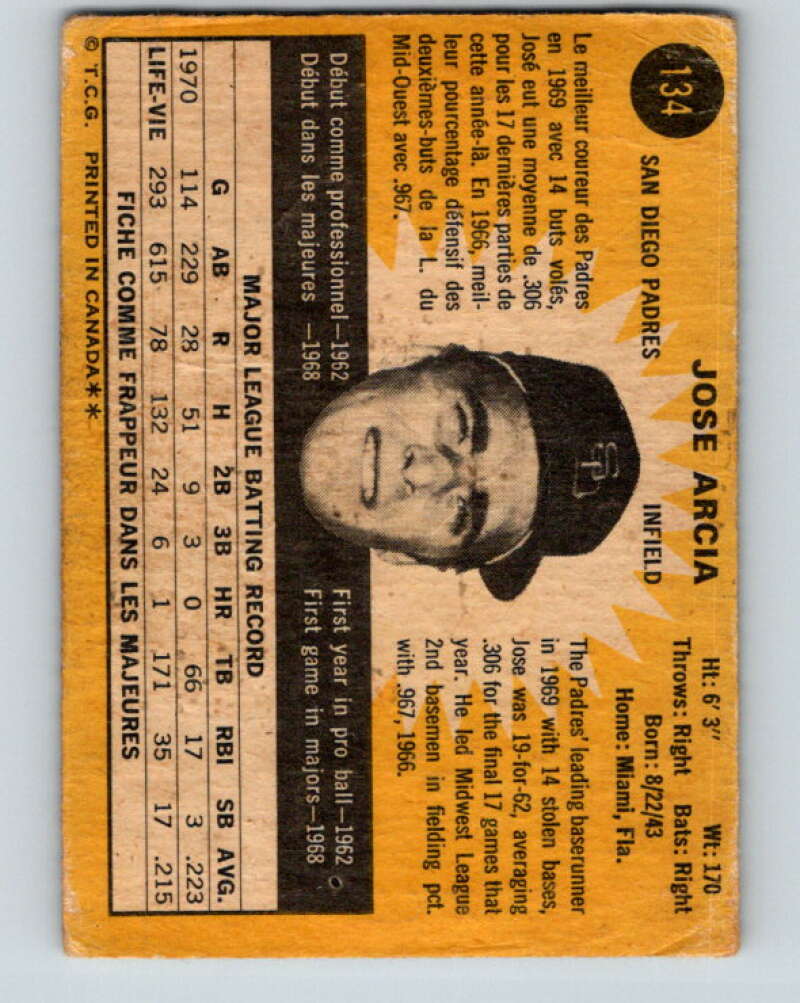 134
JOSE ARCIA
SAN DIEGO PADRES
INFIELD
Ht: 6' 3" Wt: 170
Throws: Right Bats: Right
Born: 8/22/43
Home: Miami, Fla.
Le meilleur coureur des Padres
en 1969 avec 14 buts volés,
José eut une moyenne de .306
pour les 17 dernières parties de
cette année-là. En 1966, meil-
leur pourcentage défensif des
deuxièmes-buts de la L. du
Mid-Ouest avec .967.
SD
The Padres' leading baserunner
in 1969 with 14 stolen bases,
Jose was 19-for-62, averaging
.306 for the final 17 games that
year. He led Midwest League
2nd basemen in fielding pct.
with .967, 1966.
Début comme professionnel—1962
Début dans les majeures —1968
First year in pro ball—1962
First game in majors—1968
MAJOR LEAGUE BATTING RECORD
G AB R H 2B 3B HR TB RBI SB AVG.
1970 114 229 28 51 9 3 0 66 17 3 .223
LIFE-VIE 293 615 78 132 24 6 1 171 35 17 .215
FICHE COMME FRAPPEUR DANS LES MAJEURES
© T.C.G. PRINTED IN CANADA**